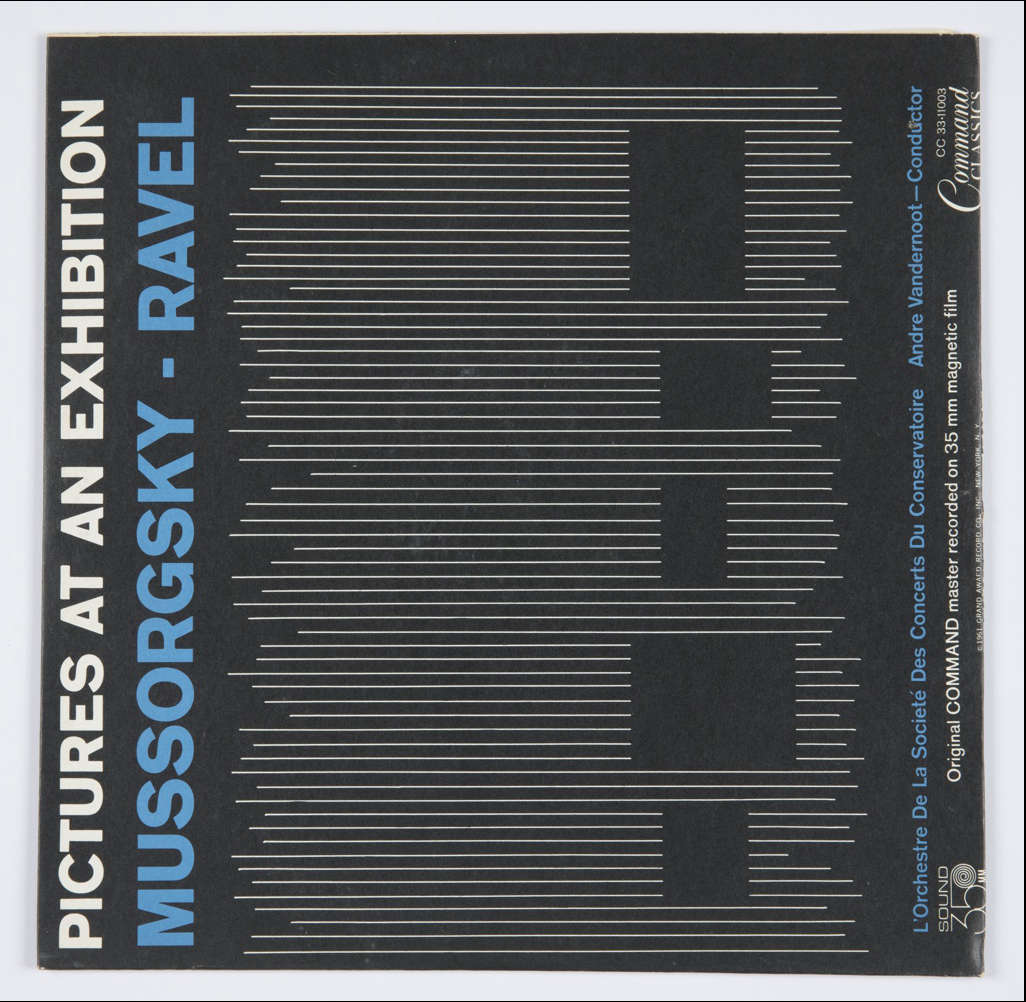 PICTURES AT AN EXHIBITION
MUSSORGSKY - RAVEL
L'Orchestre De La Societé Des Concerts Du Conservatoire Andre Vandernoot—Conductor
SOUND
35 MM
Original COMMAND master recorded on 35 mm magnetic film
CC 33-11003
Command
CLASSICS
©1961 GRAND AWARD RECORD CO., INC., NEW YORK, N. Y.